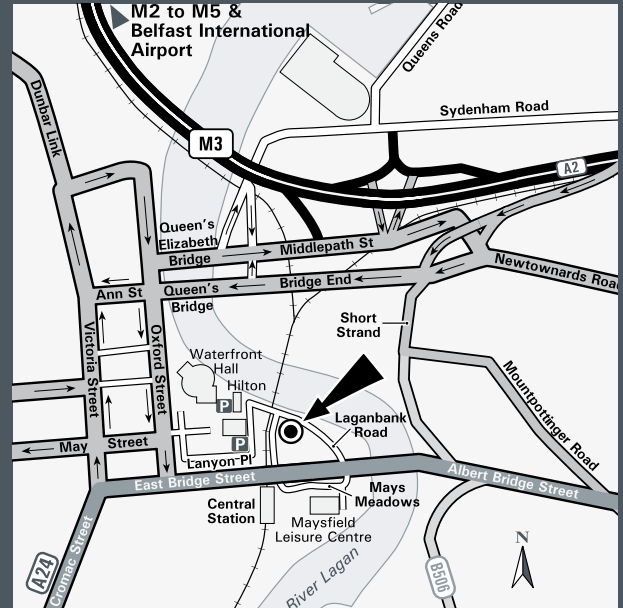 M2 to M5 &
Belfast International
Airport
Queens Road
Sydenham Road
Dunbar Link
M3
A2
Queen's
Elizabeth
Bridge
Middlepath St
Newtownards Road
Ann St
Queen's
Bridge
Bridge End
Short
Strand
Victoria Street
Oxford Street
Waterfront
Hall
Hilton
P
Mountpottinger Road
Laganbank
Road
May Street
P
Lanyon Pl
East Bridge Street
Albert Bridge Street
Mays
Meadows
Central
Station
Maysfield
Leisure Centre
Cromac Street
A24
River Lagan
B506
N